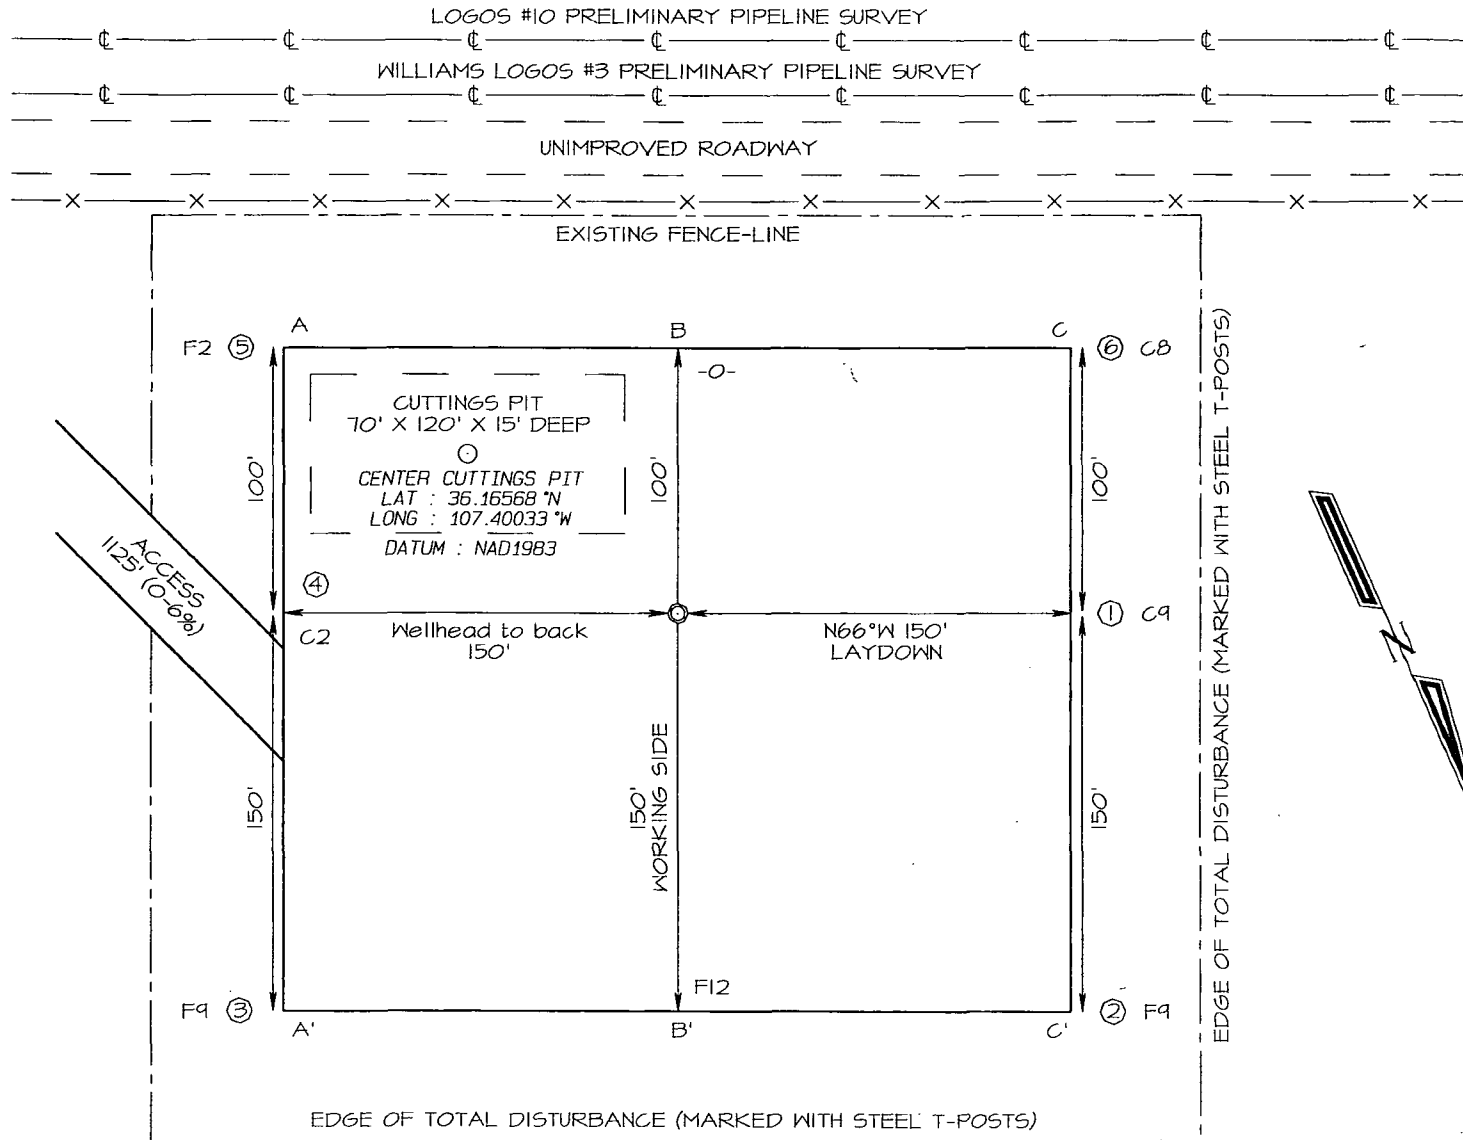 LOGOS #10 PRELIMINARY PIPELINE SURVEY
℄ ℄ ℄ ℄ ℄ ℄ ℄ ℄
WILLIAMS LOGOS #3 PRELIMINARY PIPELINE SURVEY
℄ ℄ ℄ ℄ ℄ ℄ ℄ ℄
UNIMPROVED ROADWAY
EXISTING FENCE-LINE
A
B
C
F2 ⑤
⑥ C8
-0-
CUTTINGS PIT
70' X 120' X 15' DEEP
CENTER CUTTINGS PIT
LAT : 36.16568 °N
LONG : 107.40033 °W
DATUM : NAD1983
100'
100'
100'
ACCESS
1125' (0-6%)
④
C2
Wellhead to back
150'
N66°W 150'
LAYDOWN
① C9
150'
150'
WORKING SIDE
150'
F12
F9 ③
② F9
A'
B'
C'
EDGE OF TOTAL DISTURBANCE (MARKED WITH STEEL T-POSTS)
N
EDGE OF TOTAL DISTURBANCE (MARKED WITH STEEL T-POSTS)